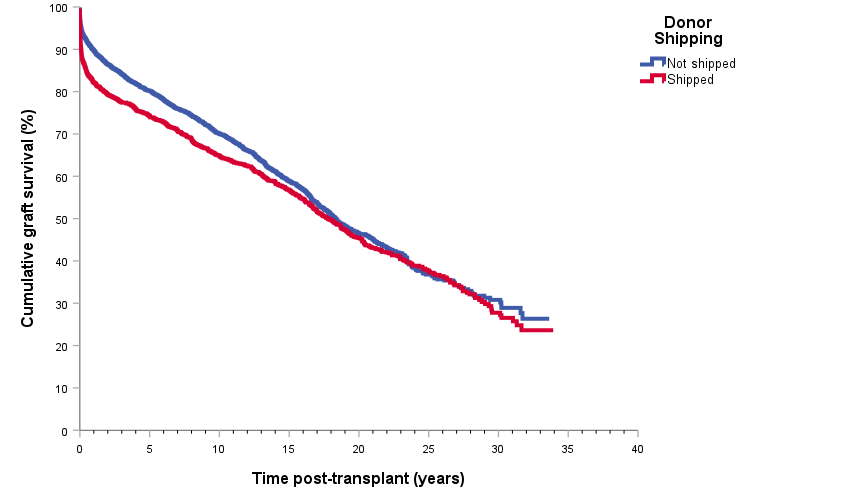 Donor
Shipping
Not shipped
Shipped
Cumulative graft survival (%)
100
90
80
70
60
50
40
30
20
10
0
0 5 10 15 20 25 30 35 40
Time post-transplant (years)